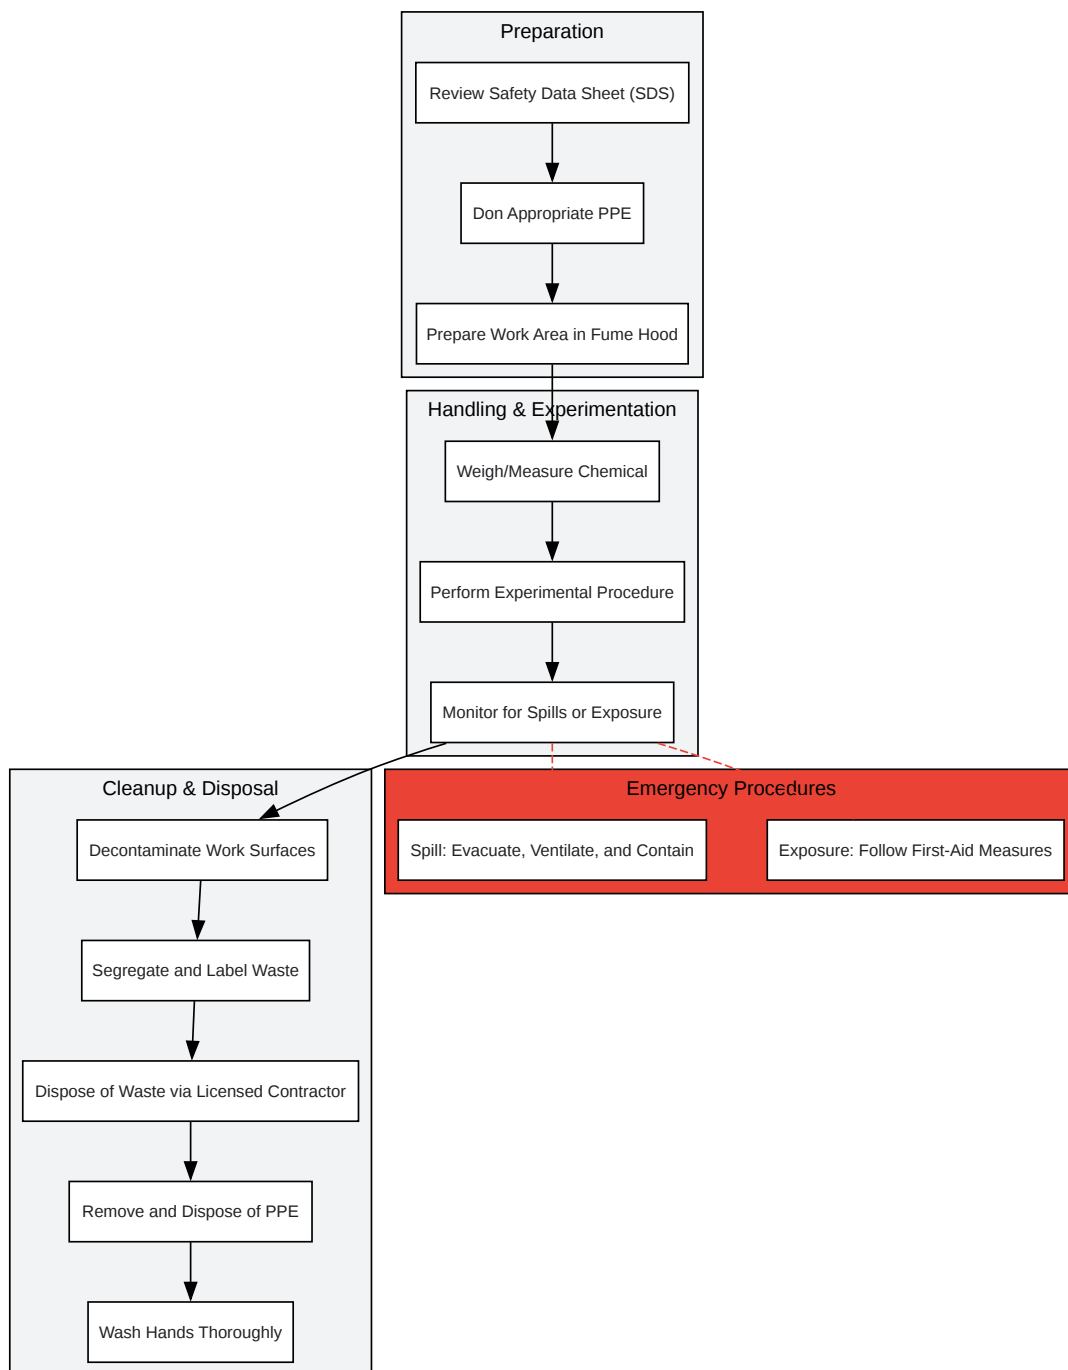 Preparation
Review Safety Data Sheet (SDS)
Don Appropriate PPE
Prepare Work Area in Fume Hood
Handling & Experimentation
Weigh/Measure Chemical
Perform Experimental Procedure
Monitor for Spills or Exposure
Cleanup & Disposal
Decontaminate Work Surfaces
Segregate and Label Waste
Dispose of Waste via Licensed Contractor
Remove and Dispose of PPE
Wash Hands Thoroughly
Emergency Procedures
Spill: Evacuate, Ventilate, and Contain
Exposure: Follow First-Aid Measures